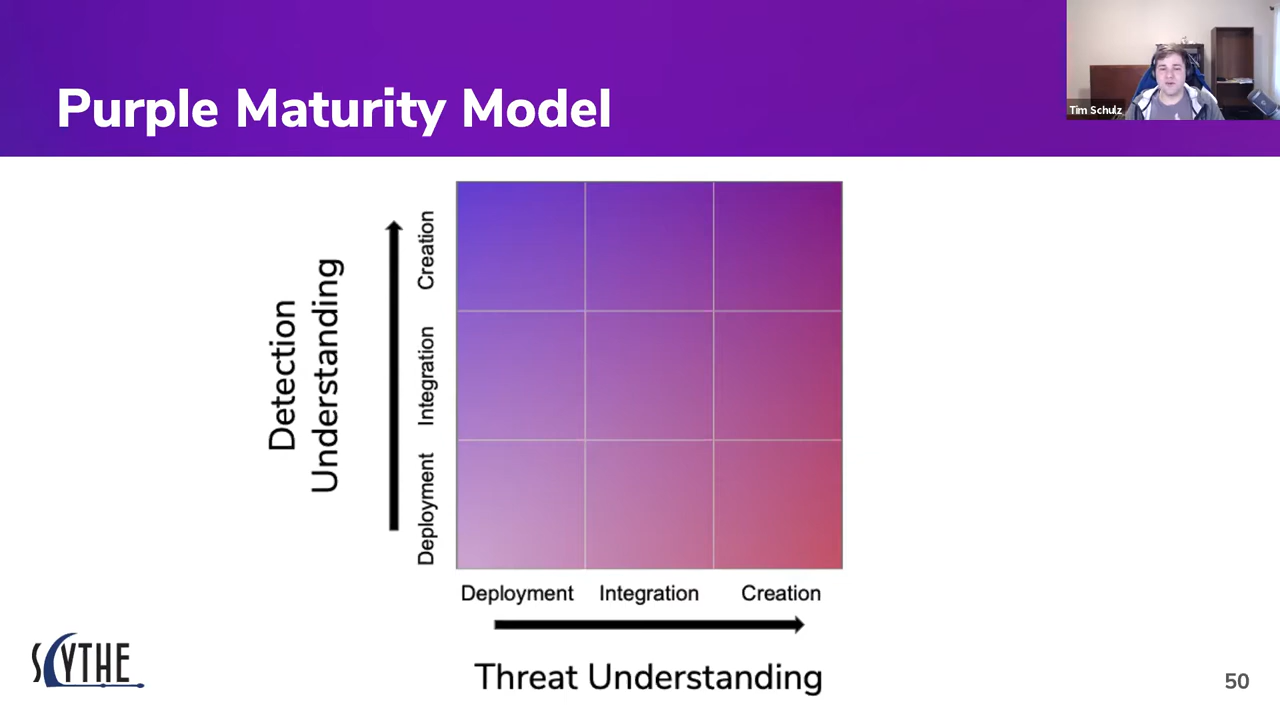 Purple Maturity Model
Tim Schulz
Detection
Understanding
Creation
Integration
Deployment
Deployment Integration Creation
Threat Understanding
SCYTHE
50